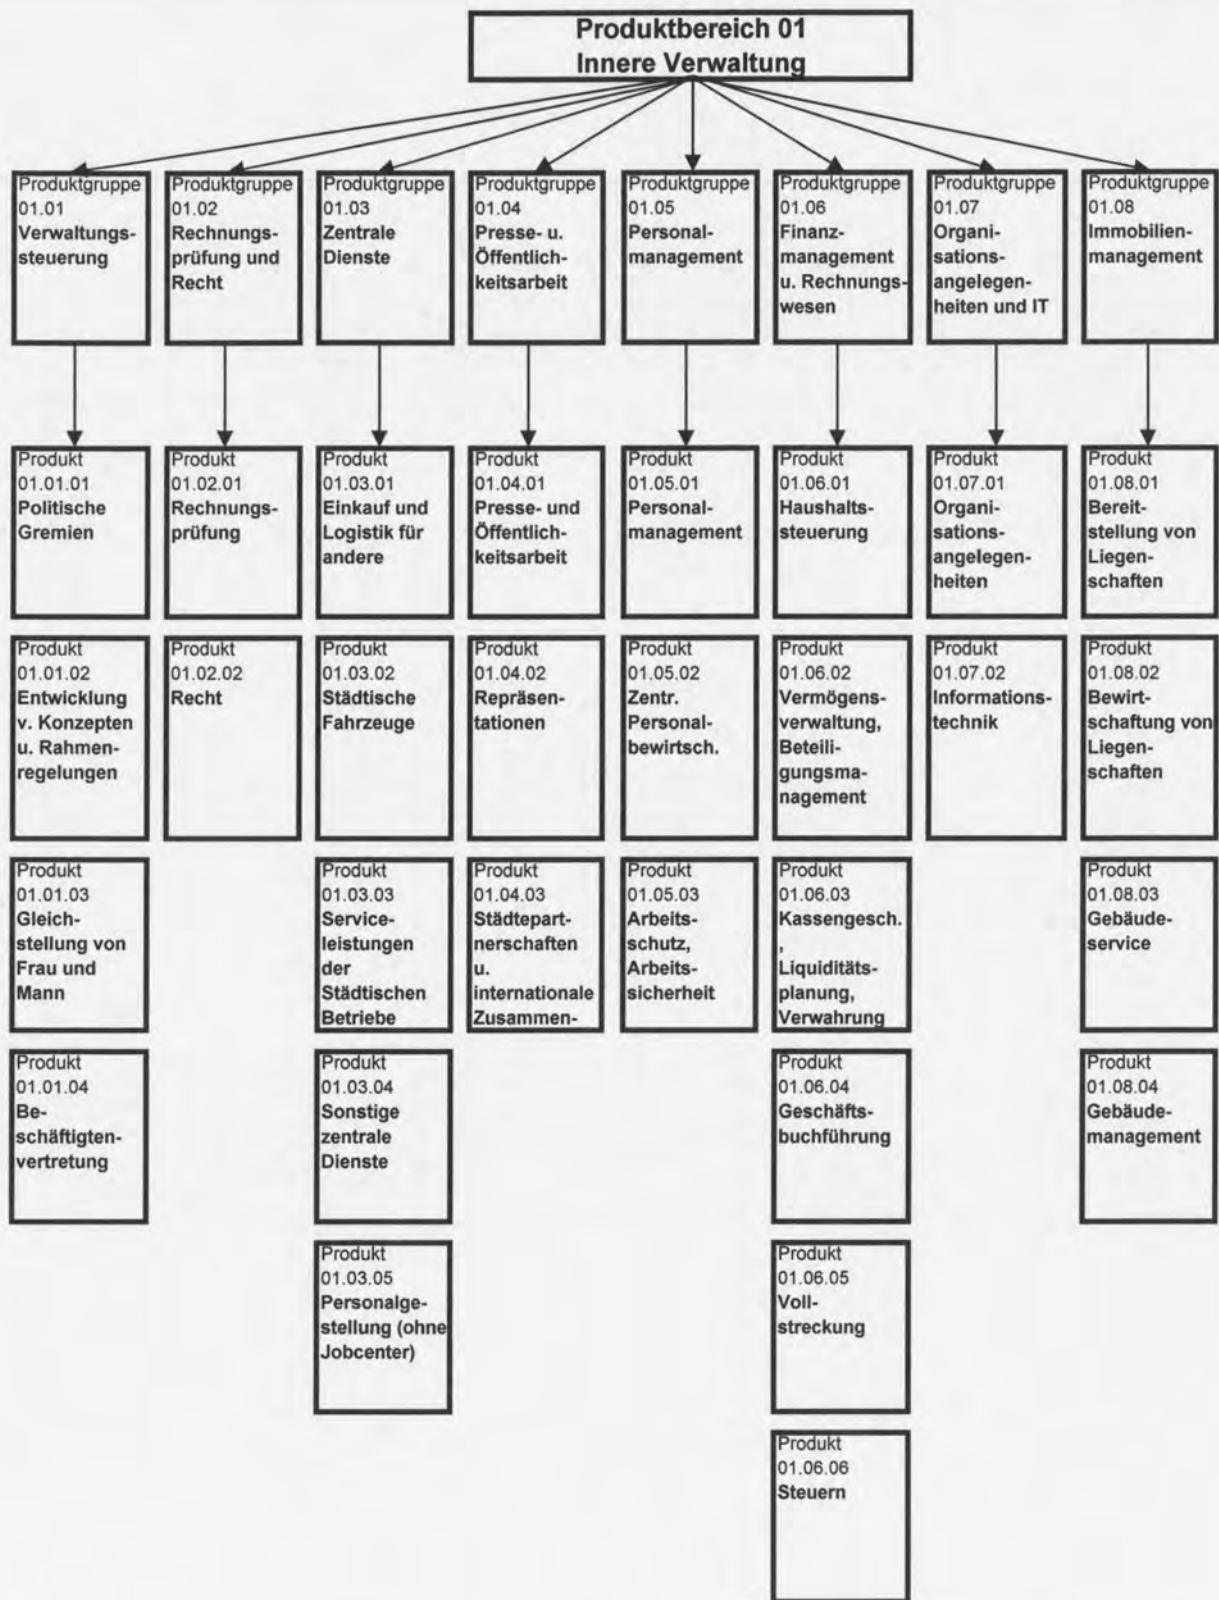 Produktbereich 01
Innere Verwaltung
Produktgruppe
01.01
Verwaltungs-
steuerung
Produktgruppe
01.02
Rechnungs-
prüfung und
Recht
Produktgruppe
01.03
Zentrale
Dienste
Produktgruppe
01.04
Presse- u.
Öffentlich-
keitsarbeit
Produktgruppe
01.05
Personal-
management
Produktgruppe
01.06
Finanz-
management
u. Rechnungs-
wesen
Produktgruppe
01.07
Organi-
sations-
angelegen-
heiten und IT
Produktgruppe
01.08
Immobilien-
management
Produkt
01.01.01
Politische
Gremien
Produkt
01.02.01
Rechnungs-
prüfung
Produkt
01.03.01
Einkauf und
Logistik für
andere
Produkt
01.04.01
Presse- und
Öffentlich-
keitsarbeit
Produkt
01.05.01
Personal-
management
Produkt
01.06.01
Haushalts-
steuerung
Produkt
01.07.01
Organi-
sations-
angelegen-
heiten
Produkt
01.08.01
Bereit-
stellung von
Liegen-
schaften
Produkt
01.01.02
Entwicklung
v. Konzepten
u. Rahmen-
regelungen
Produkt
01.02.02
Recht
Produkt
01.03.02
Städtische
Fahrzeuge
Produkt
01.04.02
Repräsen-
tationen
Produkt
01.05.02
Zentr.
Personal-
bewirtsch.
Produkt
01.06.02
Vermögens-
verwaltung,
Beteili-
gungsma-
nagement
Produkt
01.07.02
Informations-
technik
Produkt
01.08.02
Bewirt-
schaftung von
Liegen-
schaften
Produkt
01.01.03
Gleich-
stellung von
Frau und
Mann
Produkt
01.03.03
Service-
leistungen
der
Städtischen
Betriebe
Produkt
01.04.03
Städtepart-
nerschaften
u.
internationale
Zusammen-
Produkt
01.05.03
Arbeits-
schutz,
Arbeits-
sicherheit
Produkt
01.06.03
Kassengesch.
,
Liquiditäts-
planung,
Verwahrung
Produkt
01.08.03
Gebäude-
service
Produkt
01.01.04
Be-
schäftigten-
vertretung
Produkt
01.03.04
Sonstige
zentrale
Dienste
Produkt
01.06.04
Geschäfts-
buchführung
Produkt
01.08.04
Gebäude-
management
Produkt
01.03.05
Personalge-
stellung (ohne
Jobcenter)
Produkt
01.06.05
Voll-
streckung
Produkt
01.06.06
Steuern